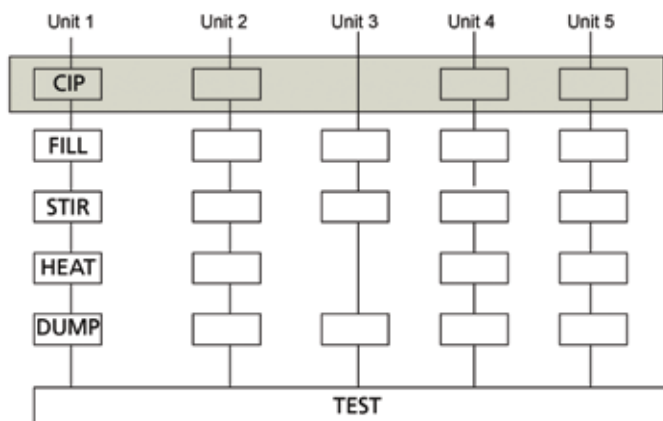 Unit 1 Unit 2 Unit 3 Unit 4 Unit 5
CIP
FILL
STIR
HEAT
DUMP
TEST